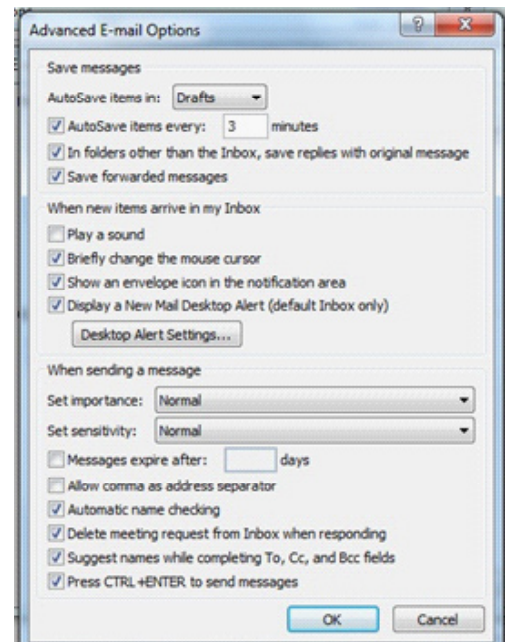 Advanced E-mail Options
Save messages
AutoSave items in: Drafts
AutoSave items every: 3 minutes
In folders other than the Inbox, save replies with original message
Save forwarded messages
When new items arrive in my Inbox
Play a sound
Briefly change the mouse cursor
Show an envelope icon in the notification area
Display a New Mail Desktop Alert (default Inbox only)
Desktop Alert Settings...
When sending a message
Set importance: Normal
Set sensitivity: Normal
Messages expire after: days
Allow comma as address separator
Automatic name checking
Delete meeting request from Inbox when responding
Suggest names while completing To, Cc, and Bcc fields
Press CTRL+ENTER to send messages
OK Cancel